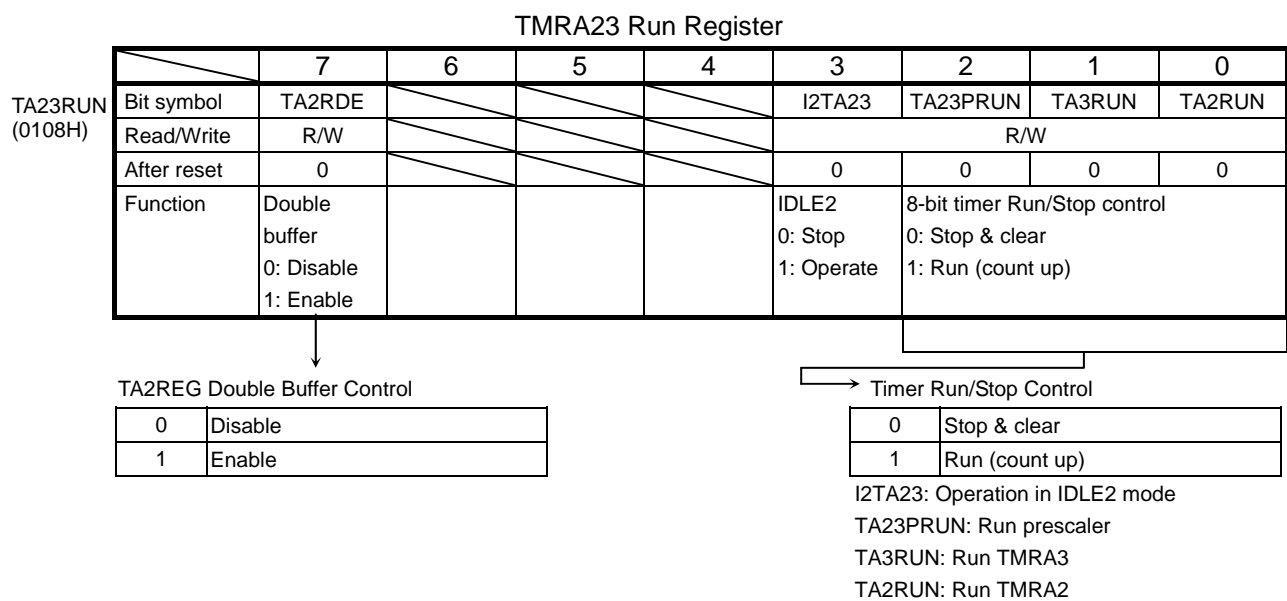 TMRA23 Run Register
7 6 5 4 3 2 1 0
TA23RUN (0108H)
Bit symbol TA2RDE I2TA23 TA23PRUN TA3RUN TA2RUN
Read/Write R/W R/W
After reset 0 0 0 0 0
Function Double IDLE2 8-bit timer Run/Stop control
buffer 0: Stop 0: Stop & clear
0: Disable 1: Operate 1: Run (count up)
1: Enable
TA2REG Double Buffer Control Timer Run/Stop Control
0 Disable 0 Stop & clear
1 Enable 1 Run (count up)
I2TA23: Operation in IDLE2 mode
TA23PRUN: Run prescaler
TA3RUN: Run TMRA3
TA2RUN: Run TMRA2